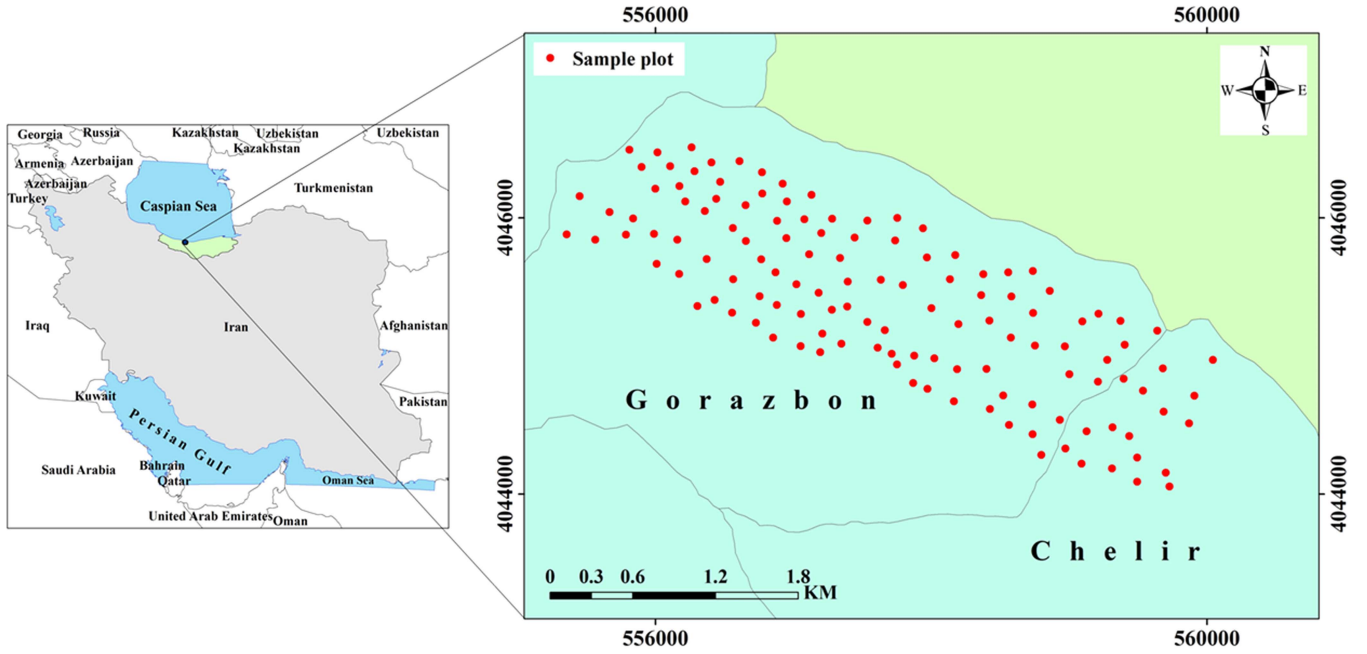 Georgia
Russia
Kazakhstan
Uzbekistan
Uzbekistan
Kazakhstan
Armenia
Azerbaijan
Azerbaijan
Turkey
Turkmenistan
Caspian Sea
Iraq
Iran
Afghanistan
Kuwait
Pakistan
Persian Gulf
Saudi Arabia
Bahrain
Qatar
Oman Sea
United Arab Emirates
Oman
556000
560000
Sample plot
N
W
E
S
4046000
4046000
Gorazbon
4044000
4044000
Chelir
0 0.3 0.6 1.2 1.8
KM
556000
560000